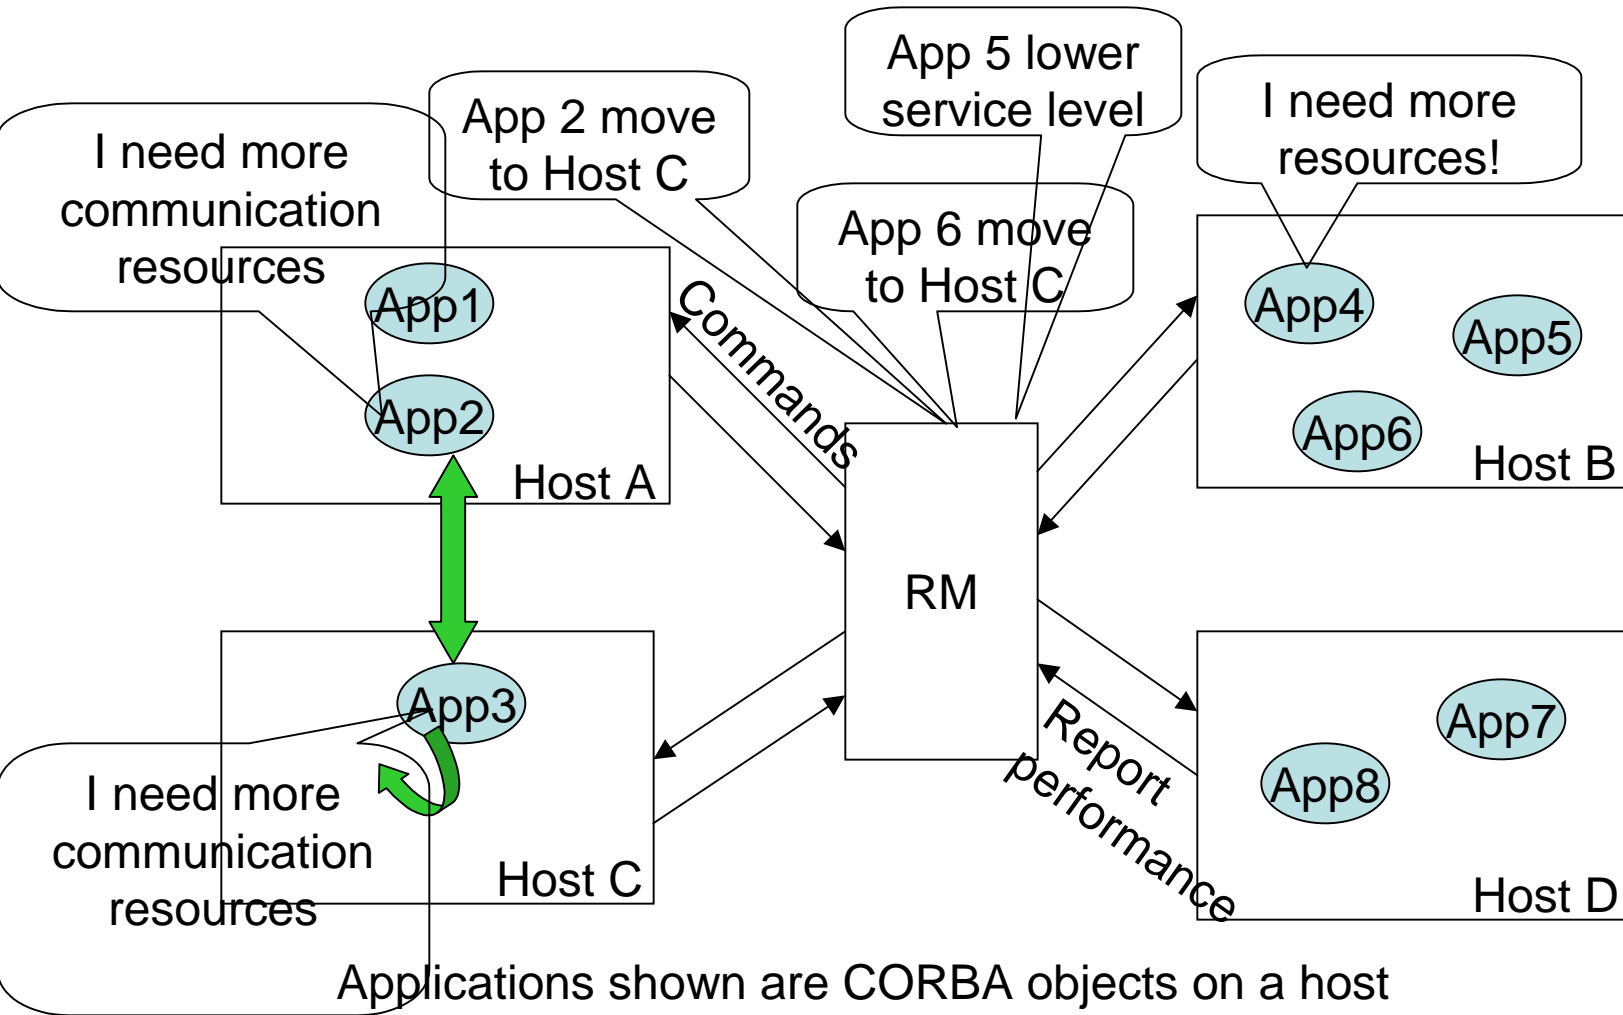 App 5 lower
service level
App 2 move
to Host C
I need more
resources!
I need more
communication
resources
App 6 move
to Host C
App1
App2
Host A
Commands
App4
App5
App6
Host B
RM
App3
I need more
communication
resources
Host C
Report
performance
App7
App8
Host D
Applications shown are CORBA objects on a host